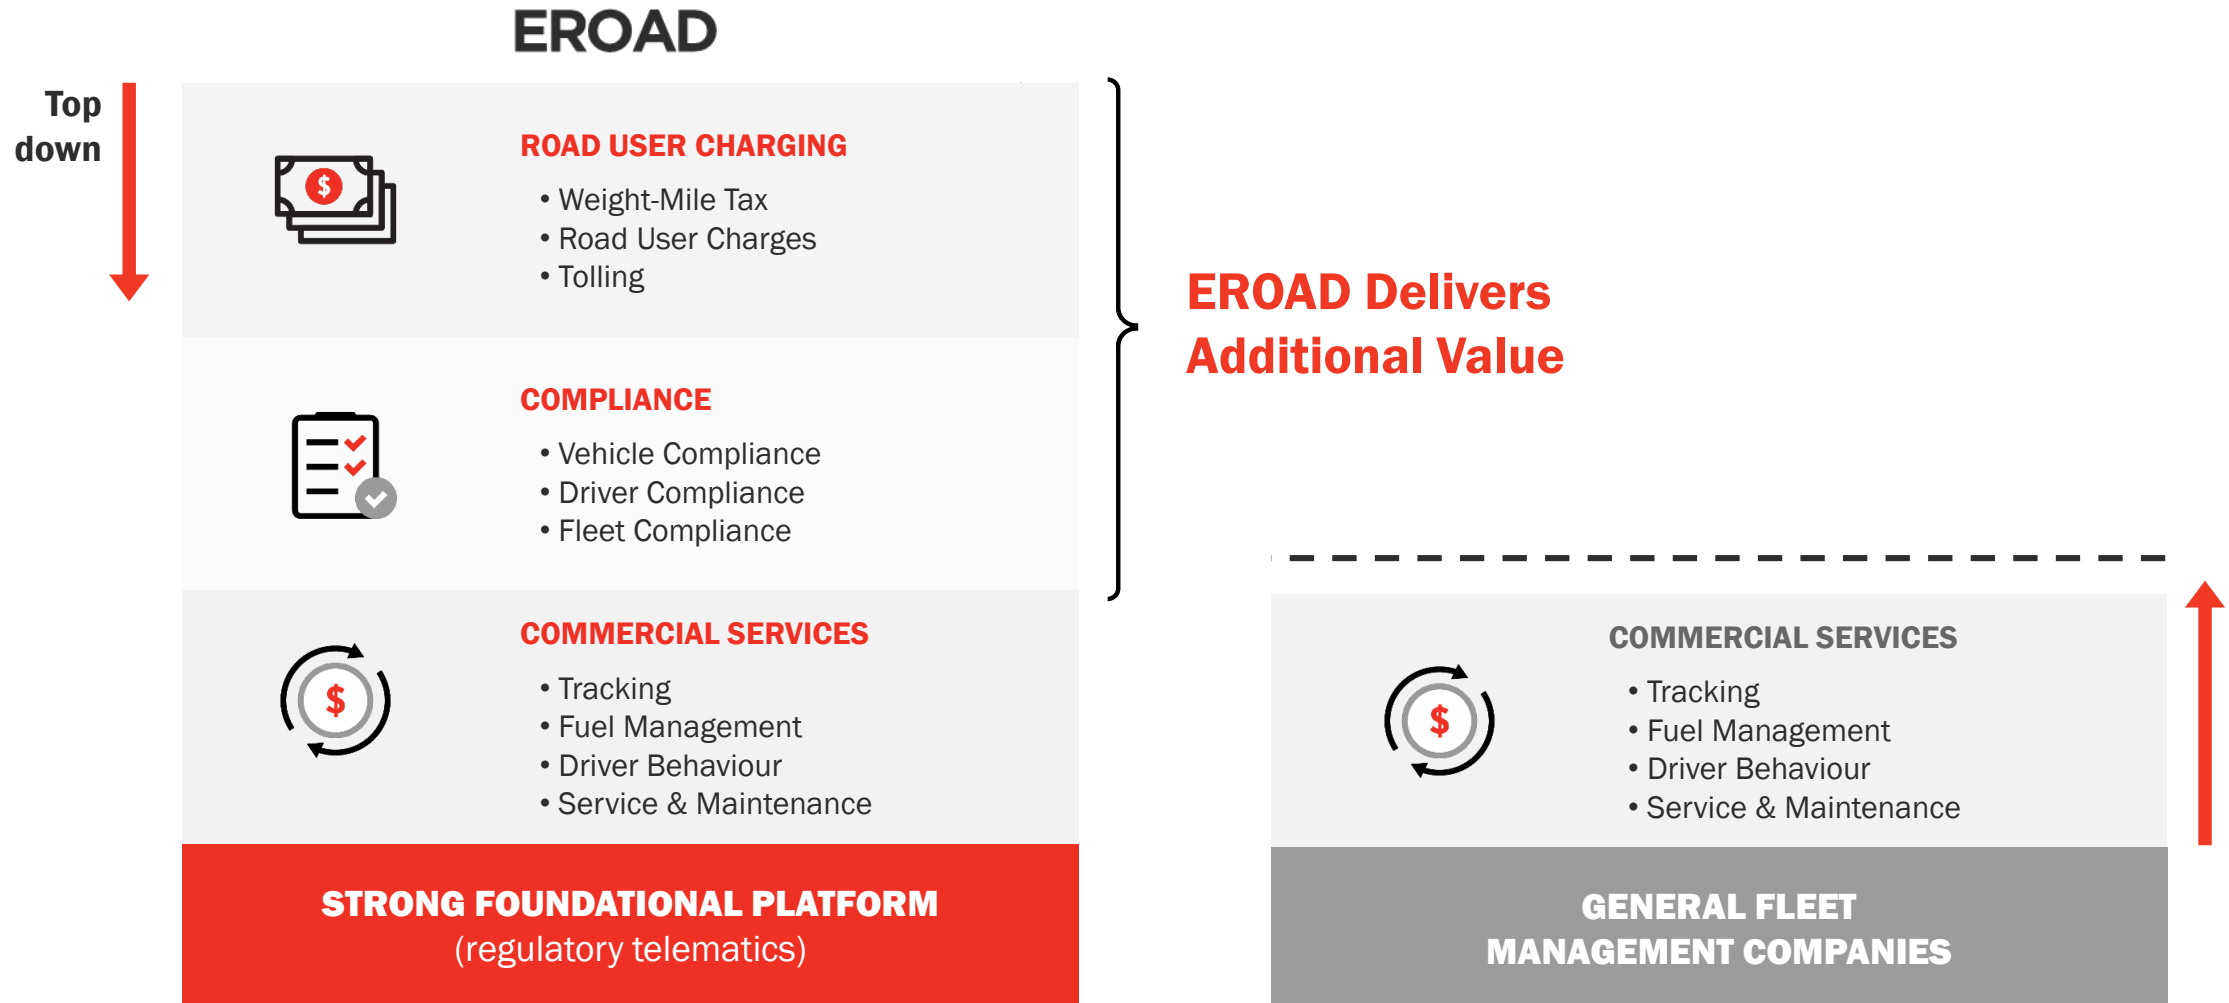 EROAD
Top
down
ROAD USER CHARGING
• Weight-Mile Tax
• Road User Charges
• Tolling
COMPLIANCE
• Vehicle Compliance
• Driver Compliance
• Fleet Compliance
COMMERCIAL SERVICES
• Tracking
• Fuel Management
• Driver Behaviour
• Service & Maintenance
STRONG FOUNDATIONAL PLATFORM
(regulatory telematics)
EROAD Delivers
Additional Value
COMMERCIAL SERVICES
• Tracking
• Fuel Management
• Driver Behaviour
• Service & Maintenance
GENERAL FLEET
MANAGEMENT COMPANIES